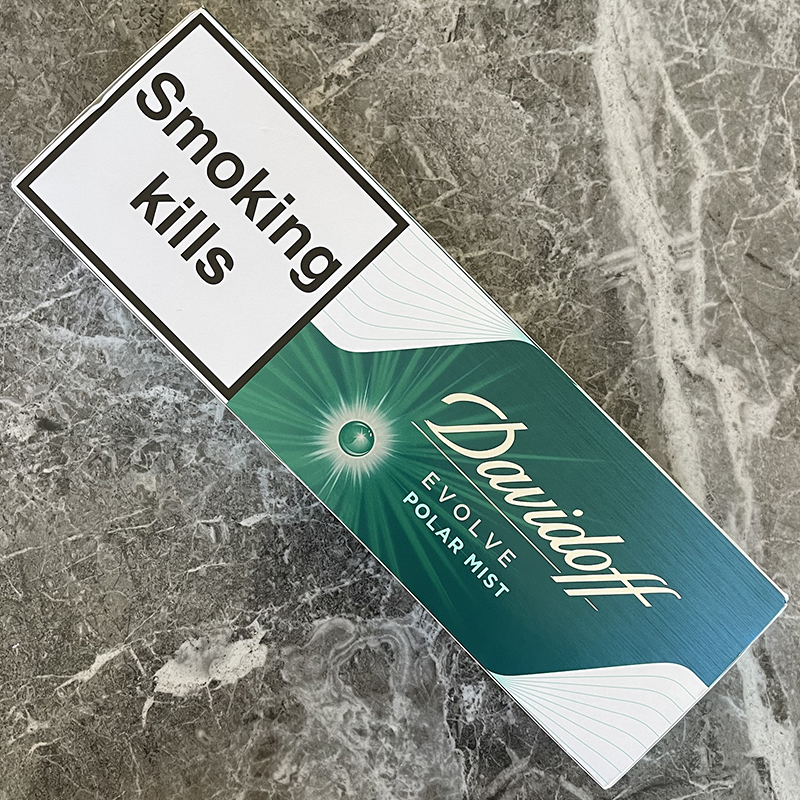 Smoking
kills
Davidoff
EVOLVE
POLAR MIST